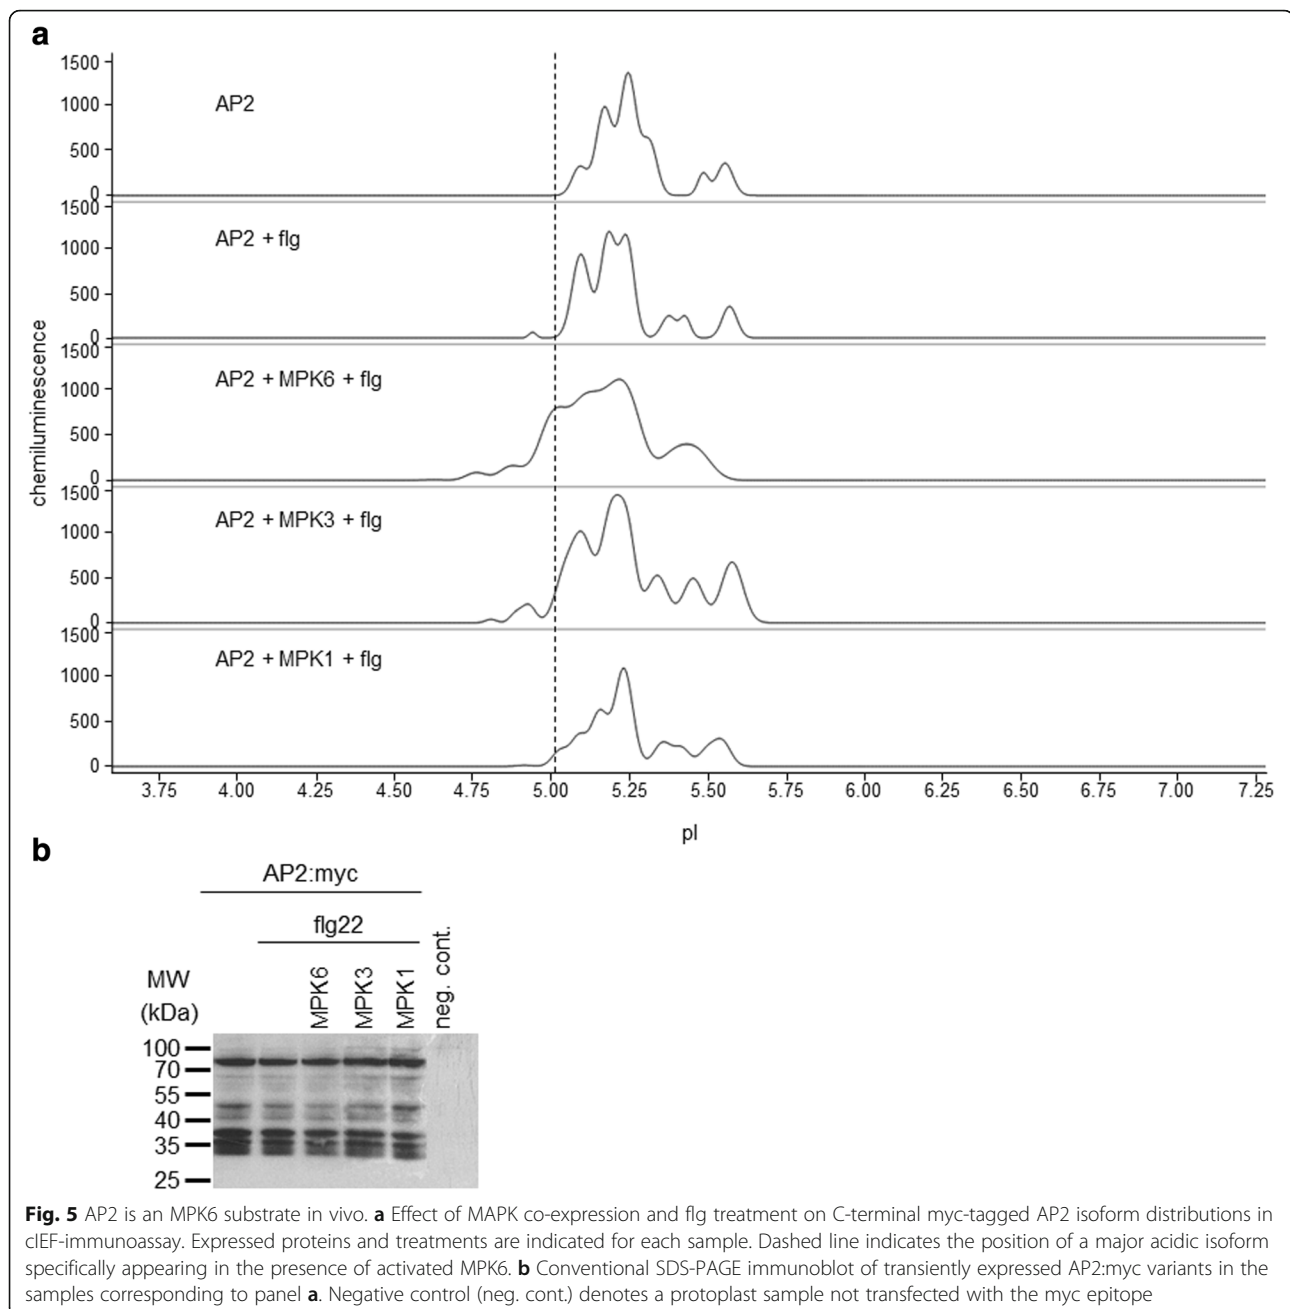 a
1500
1000
500
0
AP2
1500
1000
500
0
AP2 + flg
1500
1000
500
0
AP2 + MPK6 + flg
1500
1000
500
0
AP2 + MPK3 + flg
1500
1000
500
0
AP2 + MPK1 + flg
chemiluminescence
3.75 4.00 4.25 4.50 4.75 5.00 5.25 5.50 5.75 6.00 6.25 6.50 6.75 7.00 7.25
pI
b
AP2:myc
flg22
MPK6 MPK3 MPK1 neg. cont.
MW
(kDa)
100
70
55
40
35
25
Fig. 5 AP2 is an MPK6 substrate in vivo. a Effect of MAPK co-expression and flg treatment on C-terminal myc-tagged AP2 isoform distributions in
cIEF-immunoassay. Expressed proteins and treatments are indicated for each sample. Dashed line indicates the position of a major acidic isoform
specifically appearing in the presence of activated MPK6. b Conventional SDS-PAGE immunoblot of transiently expressed AP2:myc variants in the
samples corresponding to panel a. Negative control (neg. cont.) denotes a protoplast sample not transfected with the myc epitope